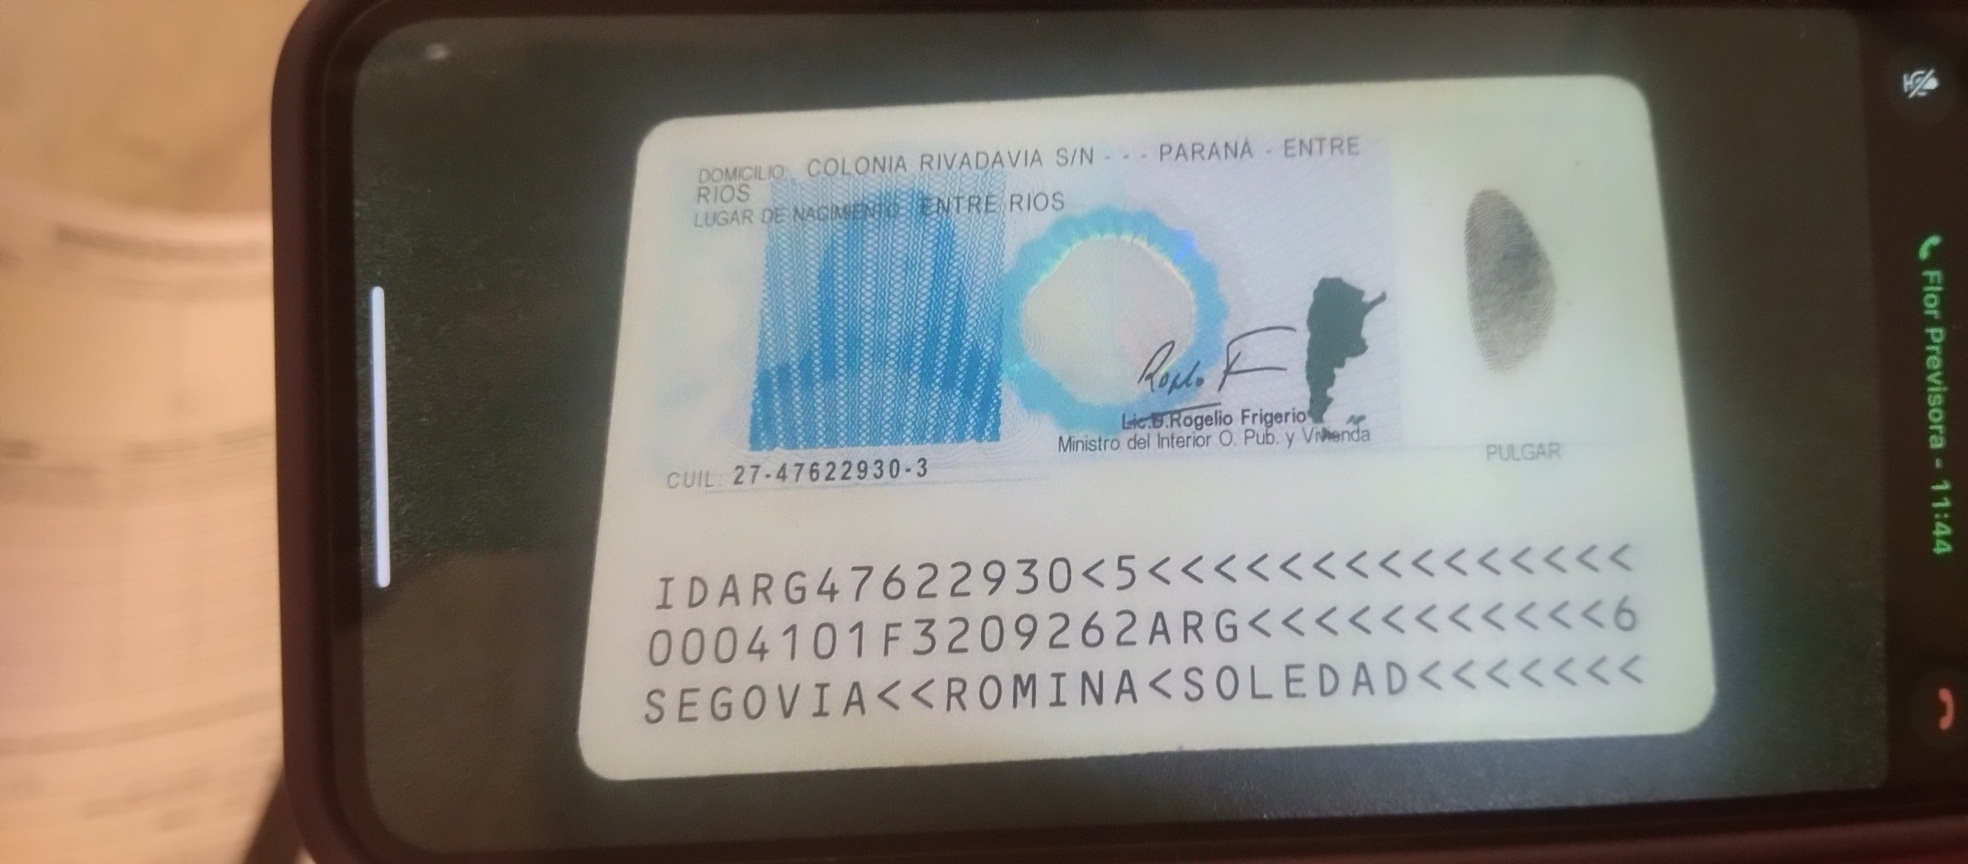 DOMICILIO: COLONIA RIVADAVIA S/N - - - PARANÁ - ENTRE
RIOS
LUGAR DE NACIMIENTO: ENTRE RIOS
Lic.D.Rogelio Frigerio
Ministro del Interior O. Pub. y Vivienda
PULGAR
CUIL: 27-47622930-3
IDARG47622930<5<<<<<<<<<<<<<<<
0004101F3209262ARG<<<<<<<<<<<6
SEGOVIA<<ROMINA<SOLEDAD<<<<<<<
Flor Previsora - 11:44